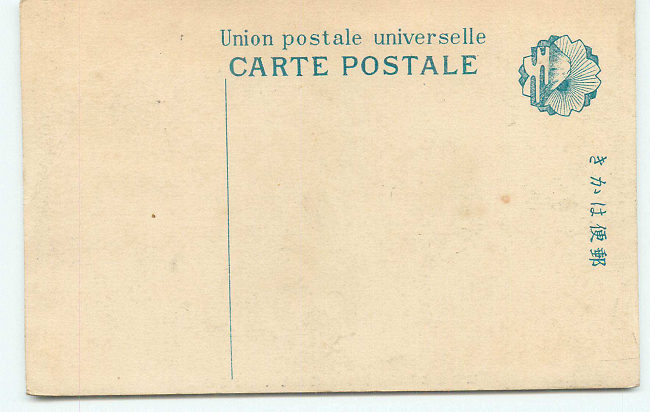 Union postale universelle
CARTE POSTALE
郵便はかき